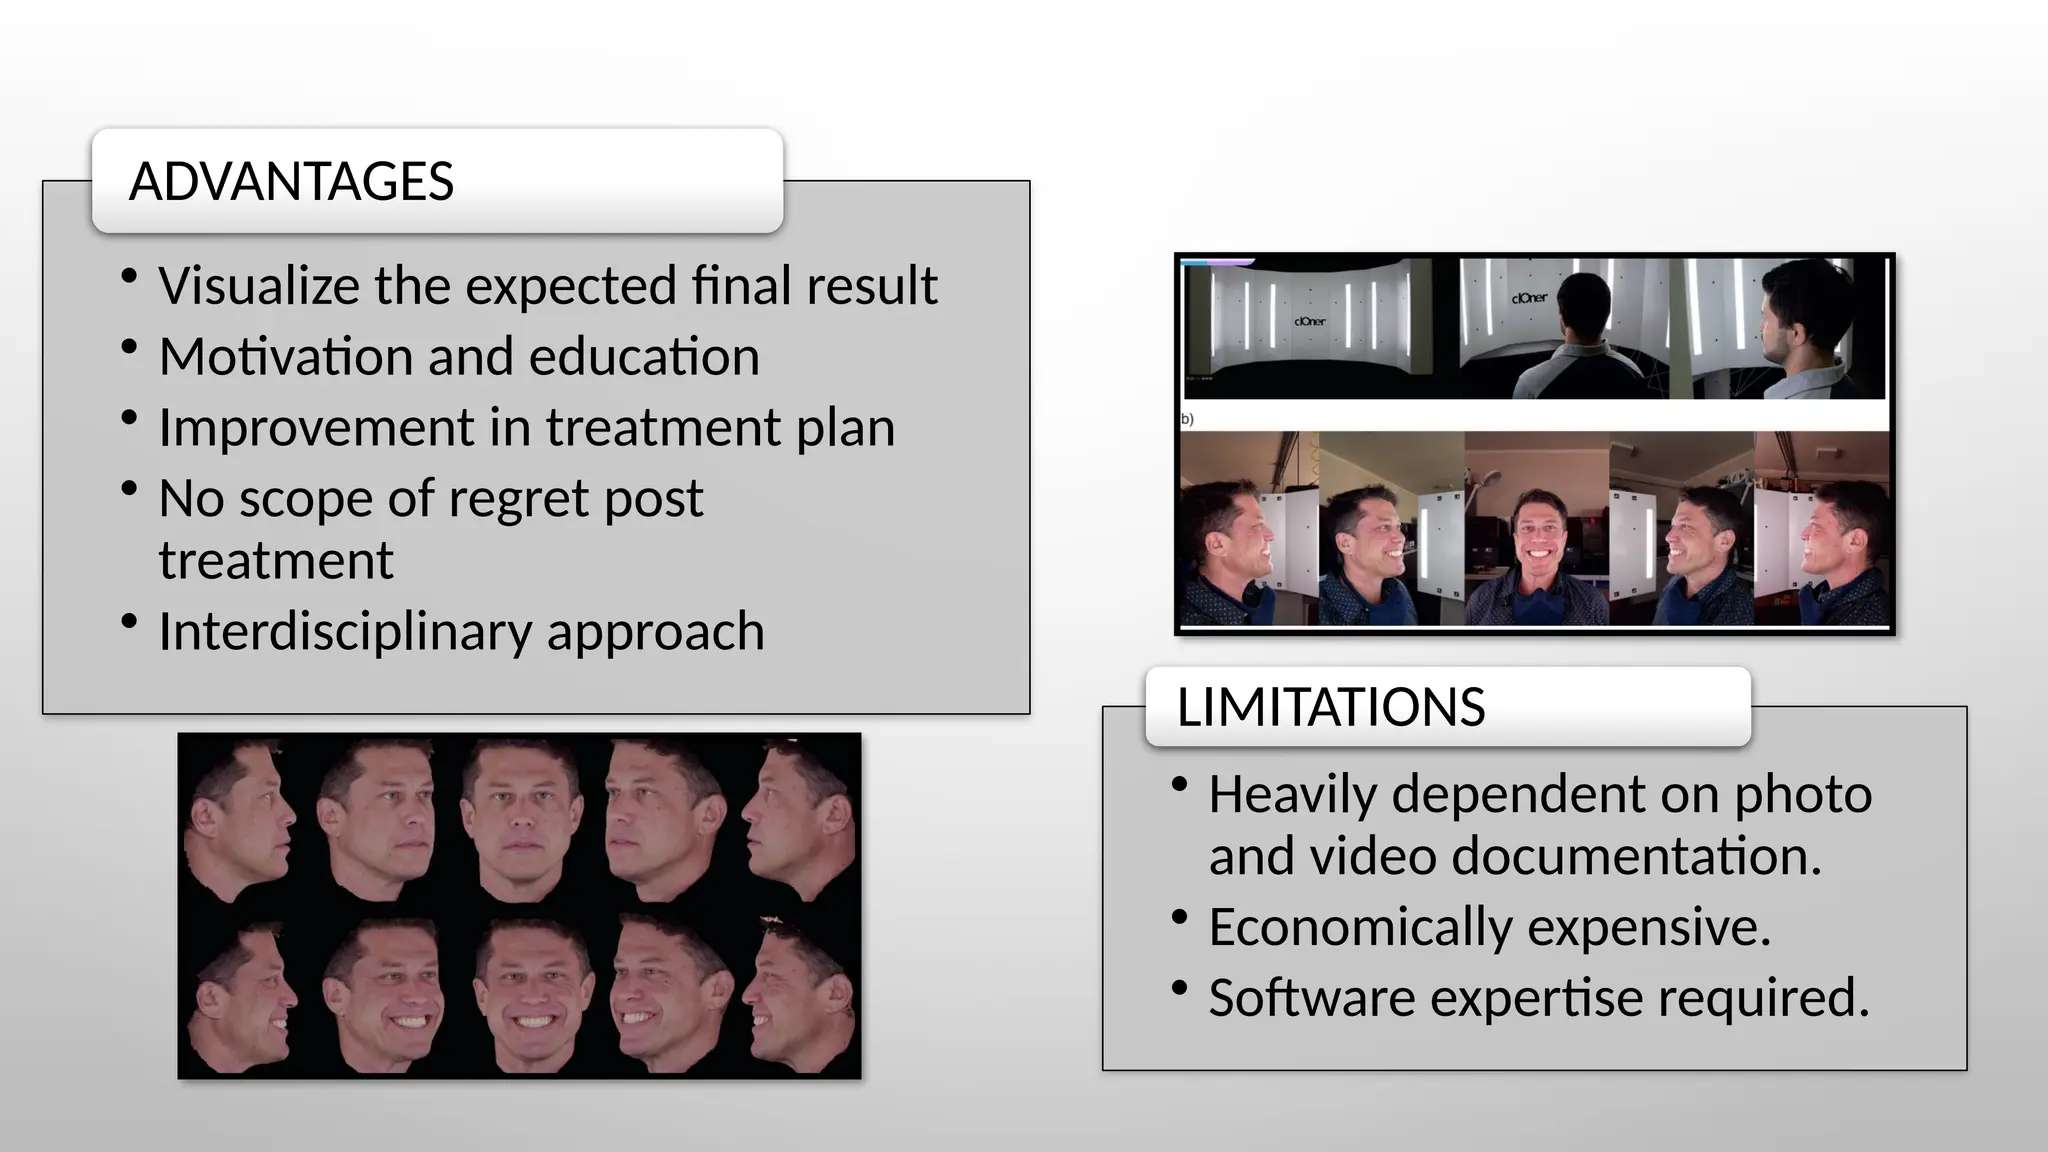 ADVANTAGES
• Visualize the expected final result
• Motivation and education
• Improvement in treatment plan
• No scope of regret post
treatment
• Interdisciplinary approach
clOner
clOner
b)
LIMITATIONS
• Heavily dependent on photo
and video documentation.
• Economically expensive.
• Software expertise required.